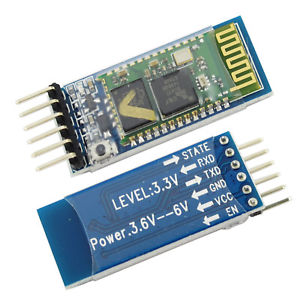 STATE
RXD
TXD
GND
VCC
EN
LEVEL:3.3V
Power.3.6V---6V